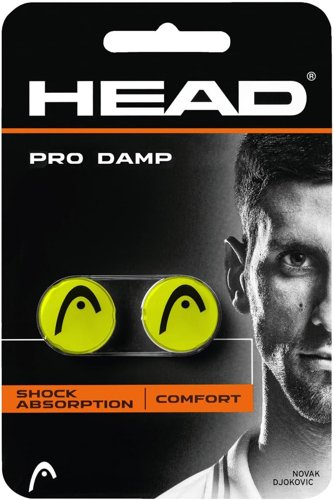 HEAD®
PRO DAMP
SHOCK
ABSORPTION
COMFORT
NOVAK
DJOKOVIC